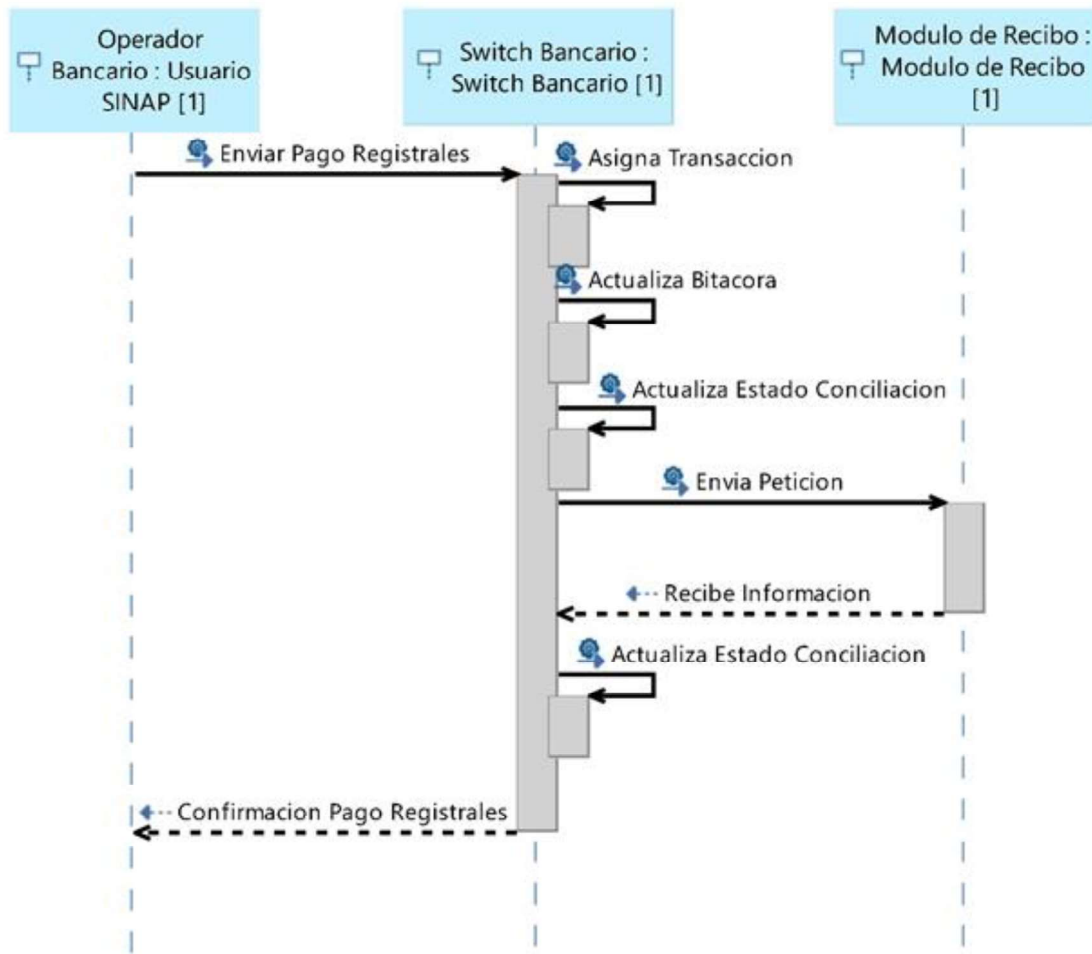 Operador
Bancario : Usuario
SINAP [1]
Switch Bancario :
Switch Bancario [1]
Modulo de Recibo :
Modulo de Recibo
[1]
Enviar Pago Registrales
Asigna Transaccion
Actualiza Bitacora
Actualiza Estado Conciliacion
Envia Peticion
Recibe Informacion
Actualiza Estado Conciliacion
Confirmacion Pago Registrales